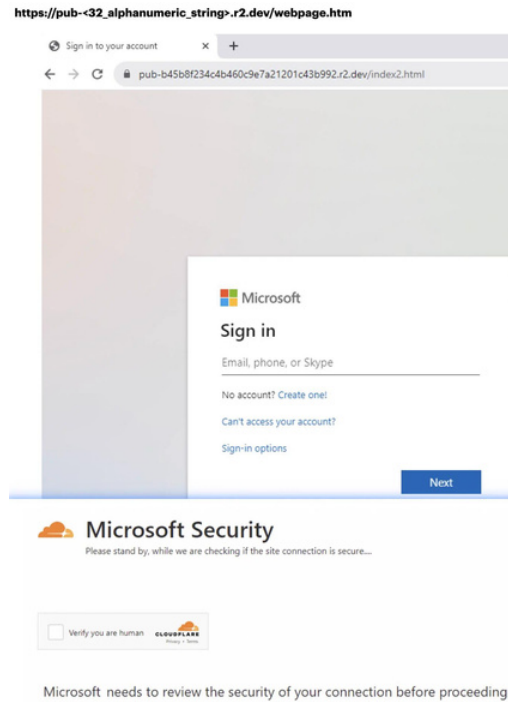 https://pub-<32_alphanumeric_string>.r2.dev/webpage.htm
Sign in to your account
pub-b45b8f234c4b460c9e7a21201c43b992.r2.dev/index2.html
Microsoft
Sign in
Email, phone, or Skype
No account? Create one!
Can't access your account?
Sign-in options
Next
Microsoft Security
Please stand by, while we are checking if the site connection is secure....
Verify you are human
CLOUDFLARE
Privacy • Terms
Microsoft needs to review the security of your connection before proceeding